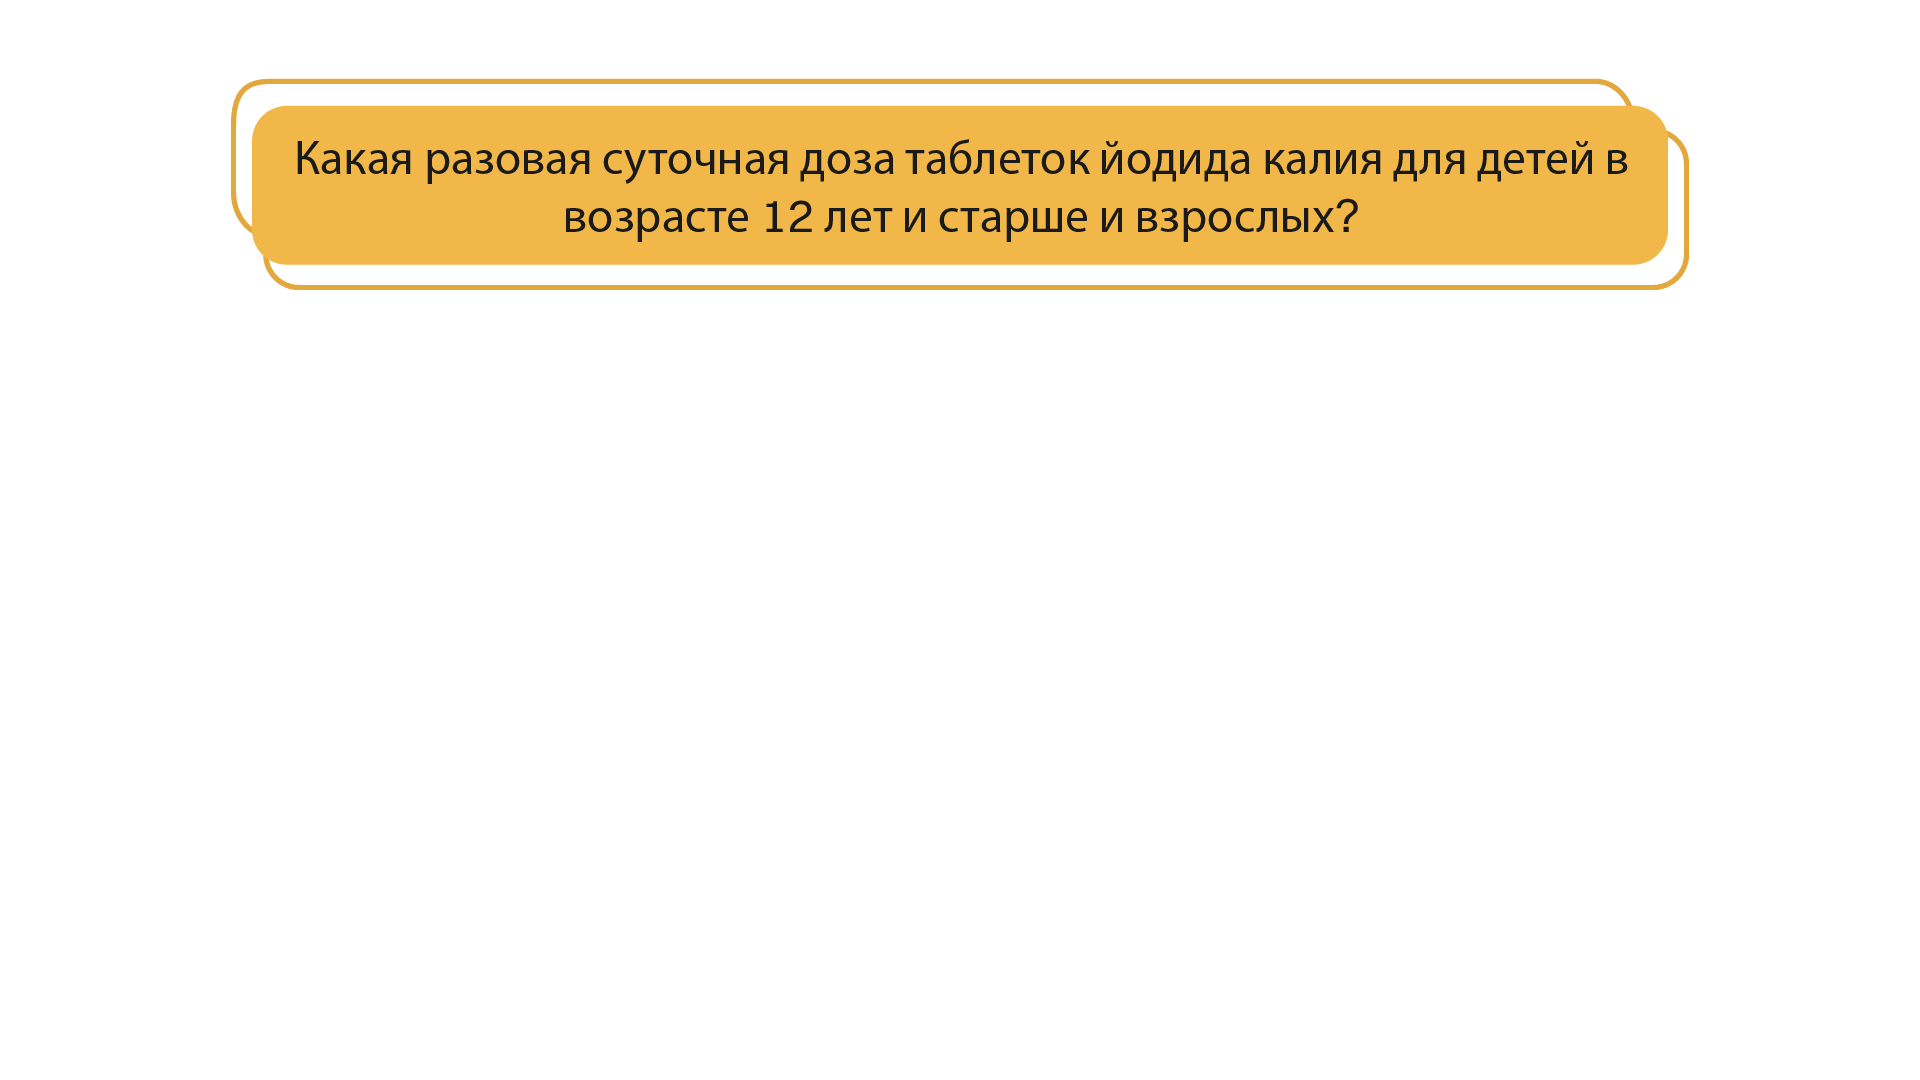 Какая разовая суточная доза таблеток йодида калия для детей в
возрасте 12 лет и старше и взрослых?